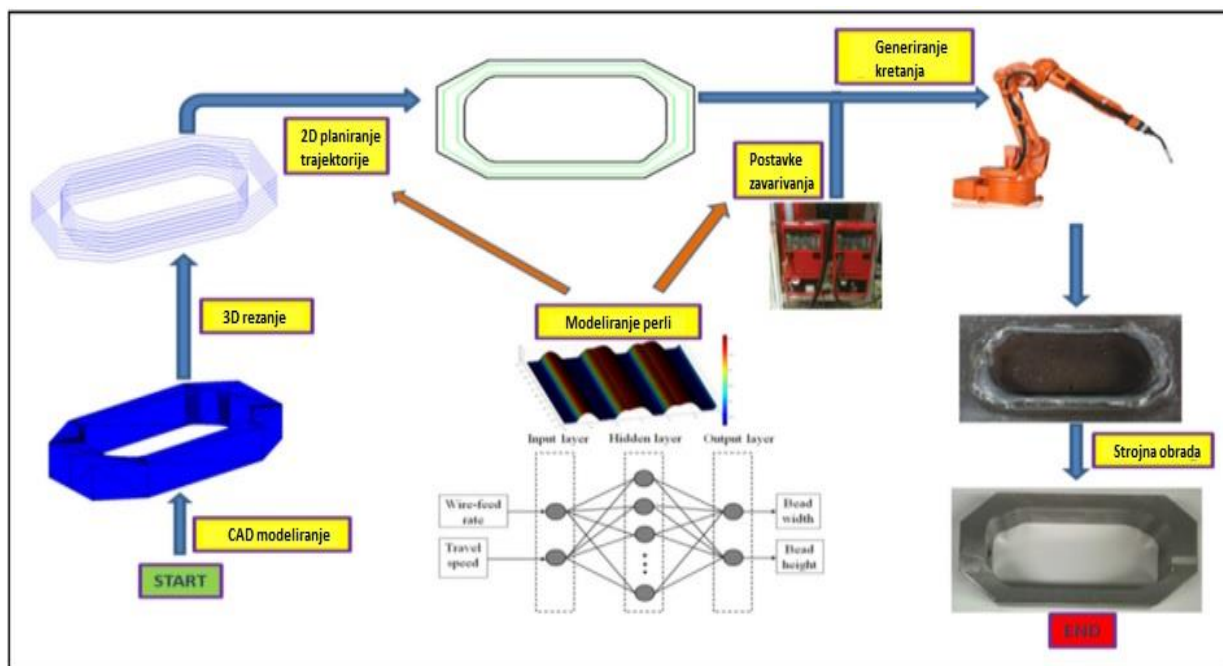 Generiranje
kretanja
2D planiranje
trajektorije
Postavke
zavarivanja
3D rezanje
Modeliranje perli
Input layer Hidden layer Output layer
Strojna obrada
Wire-feed
rate
Bead
width
CAD modeliranje
Travel
speed
Bead
height
START
END